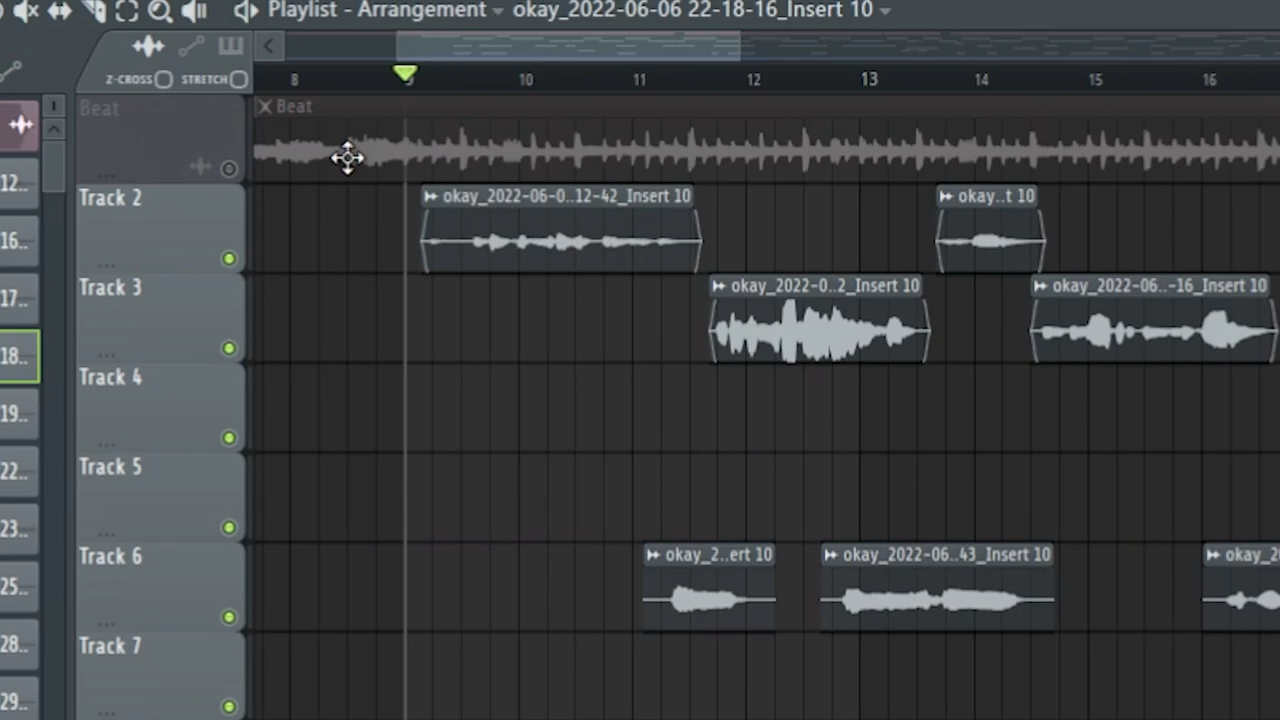 Playlist - Arrangement okay_2022-06-06 22-18-16_Insert 10
Z-CROSS STRETCH
8 9 10 11 12 13 14 15 16
Beat
Beat
12..
Track 2
okay_2022-06-0..12-42_Insert 10
okay..t 10
16..
Track 3
okay_2022-0..2_Insert 10
okay_2022-06..-16_Insert 10
17..
18..
Track 4
19..
Track 5
22..
23..
Track 6
okay_2..ert 10
okay_2022-06..43_Insert 10
25..
Track 7
28..
29..